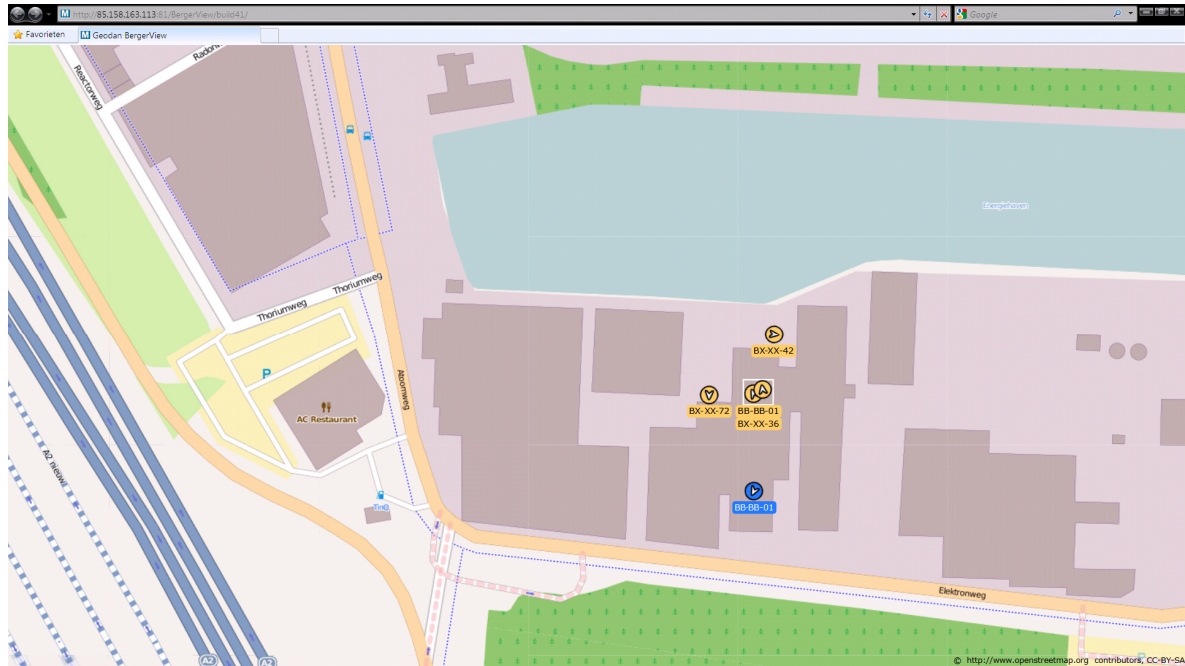 http://85.158.163.113:81/BergerView/build41/
Google
Favorieten
Geodan BergerView
Reactorweg
Energiehaven
Thoriumweg
Thoriumweg
BX-XX-42
P
Atoomweg
AC Restaurant
BX-XX-72
BB-BB-01
BX-XX-36
A2 nieuw
BB-BB-01
Elektronweg
P
A2
A2
© http://www.openstreetmap.org contributors, CC-BY-SA